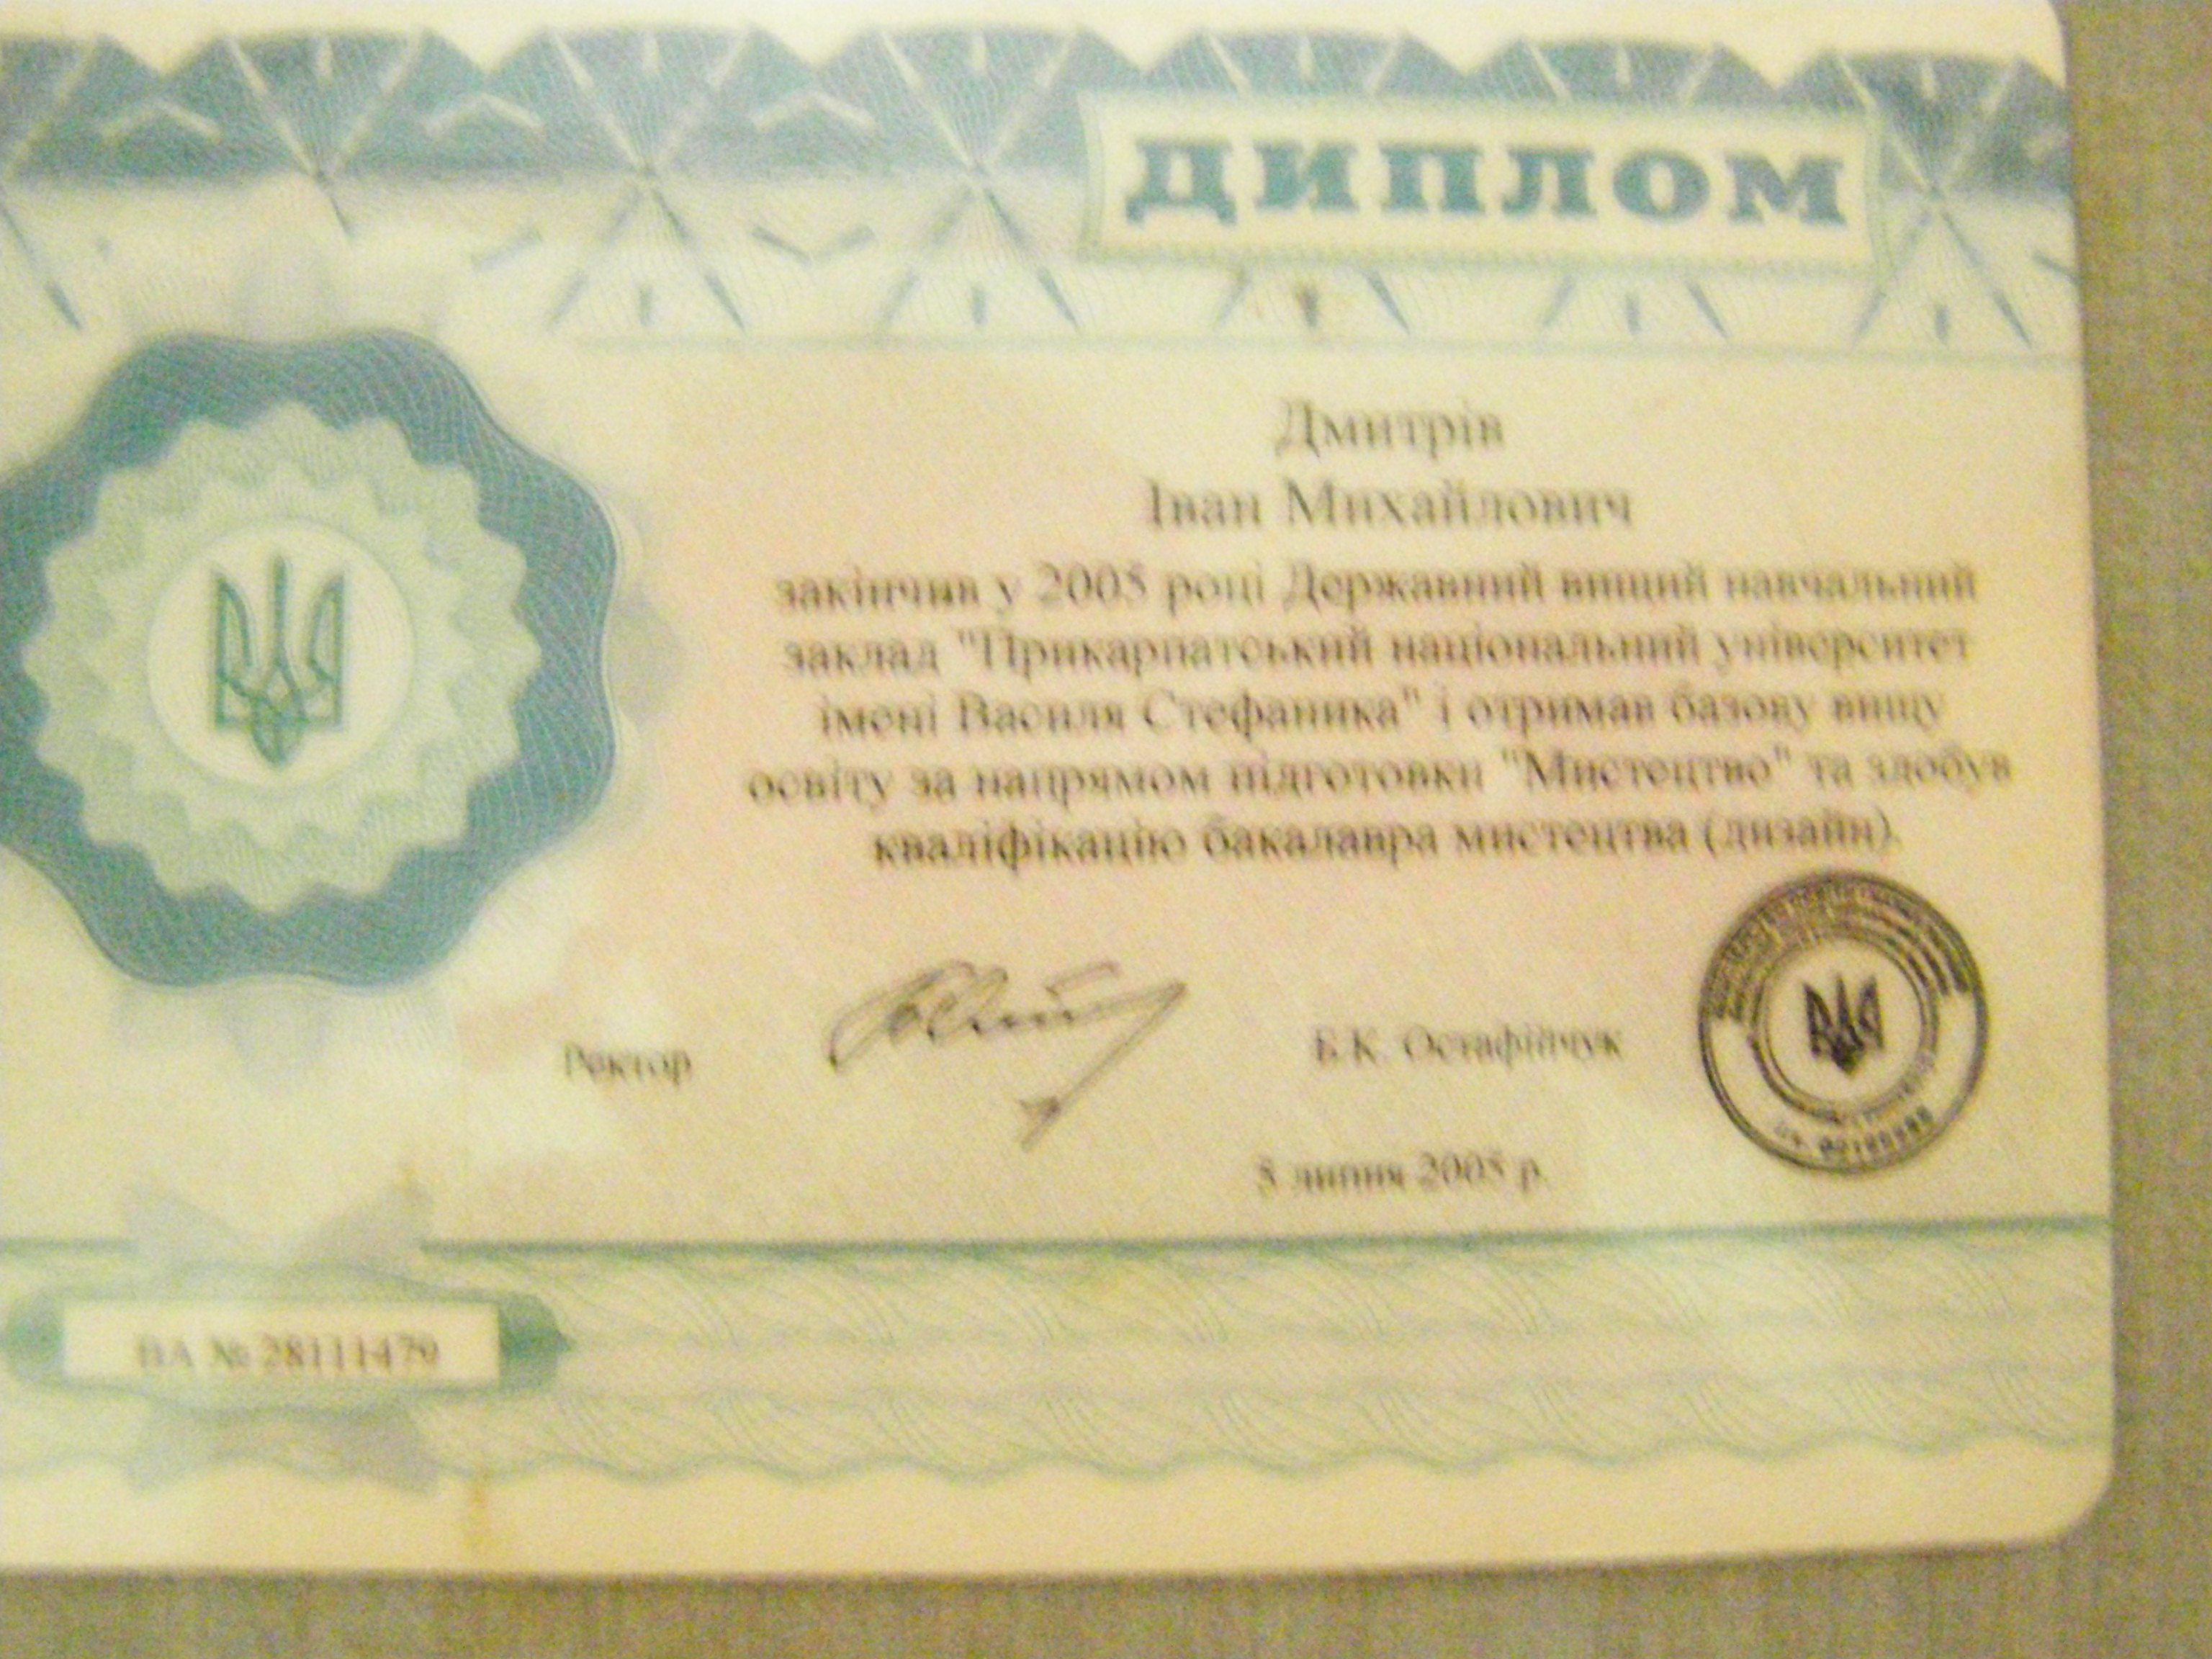 ДИПЛОМ
Дмитрів
Іван Михайлович
закінчив у 2005 році Державний вищий навчальний
заклад "Прикарпатський національний університет
імені Василя Стефаника" і отримав базову вищу
освіту за напрямом підготовки "Мистецтво" та здобув
кваліфікацію бакалавра мистецтва (дизайн).
Ректор
Б.К. Остафійчук
5 липня 2005 р.
ВА № 28111479